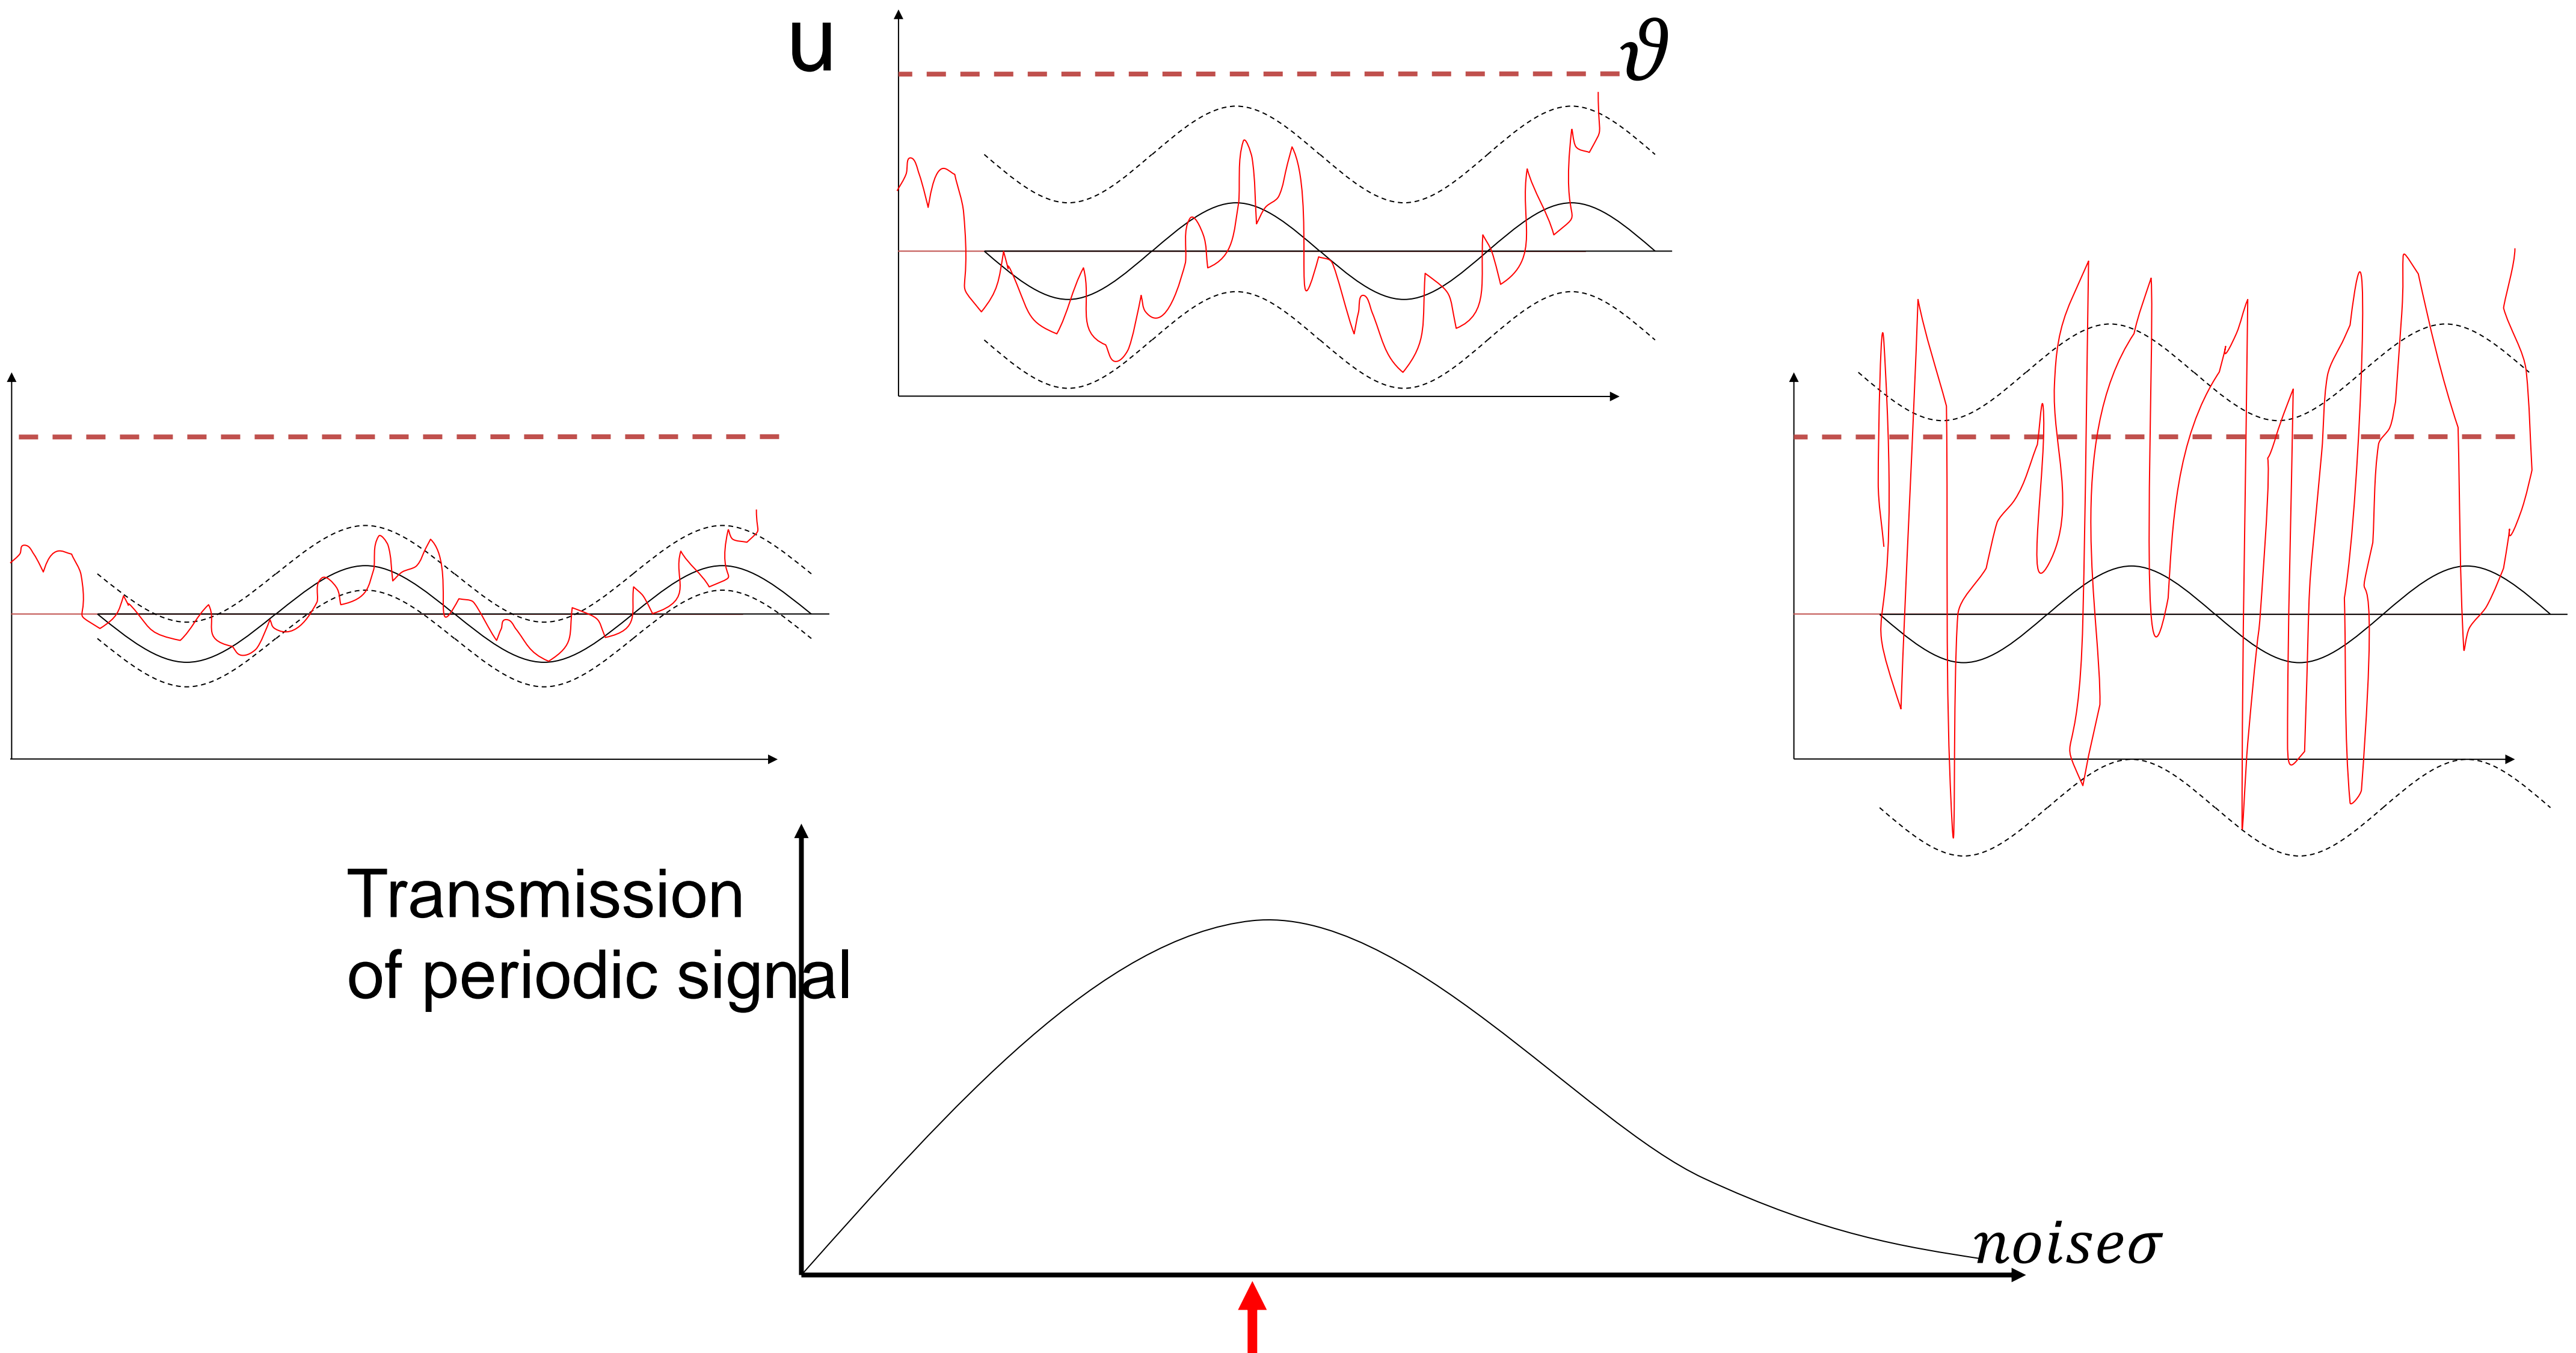 u
ϑ
Transmission
of periodic signal
noiseσ